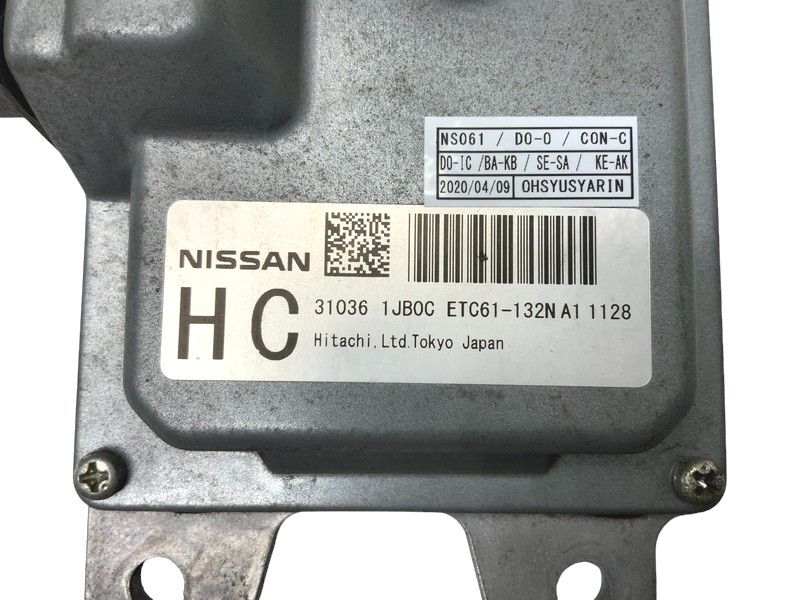 NS061 / DO-O / CON-C
DO-IC /BA-KB / SE-SA / KE-AK
2020/04/09 OHSYUSYARIN
NISSAN
HC 31036 1JB0C ETC61-132N A1 1128
Hitachi,Ltd.Tokyo Japan